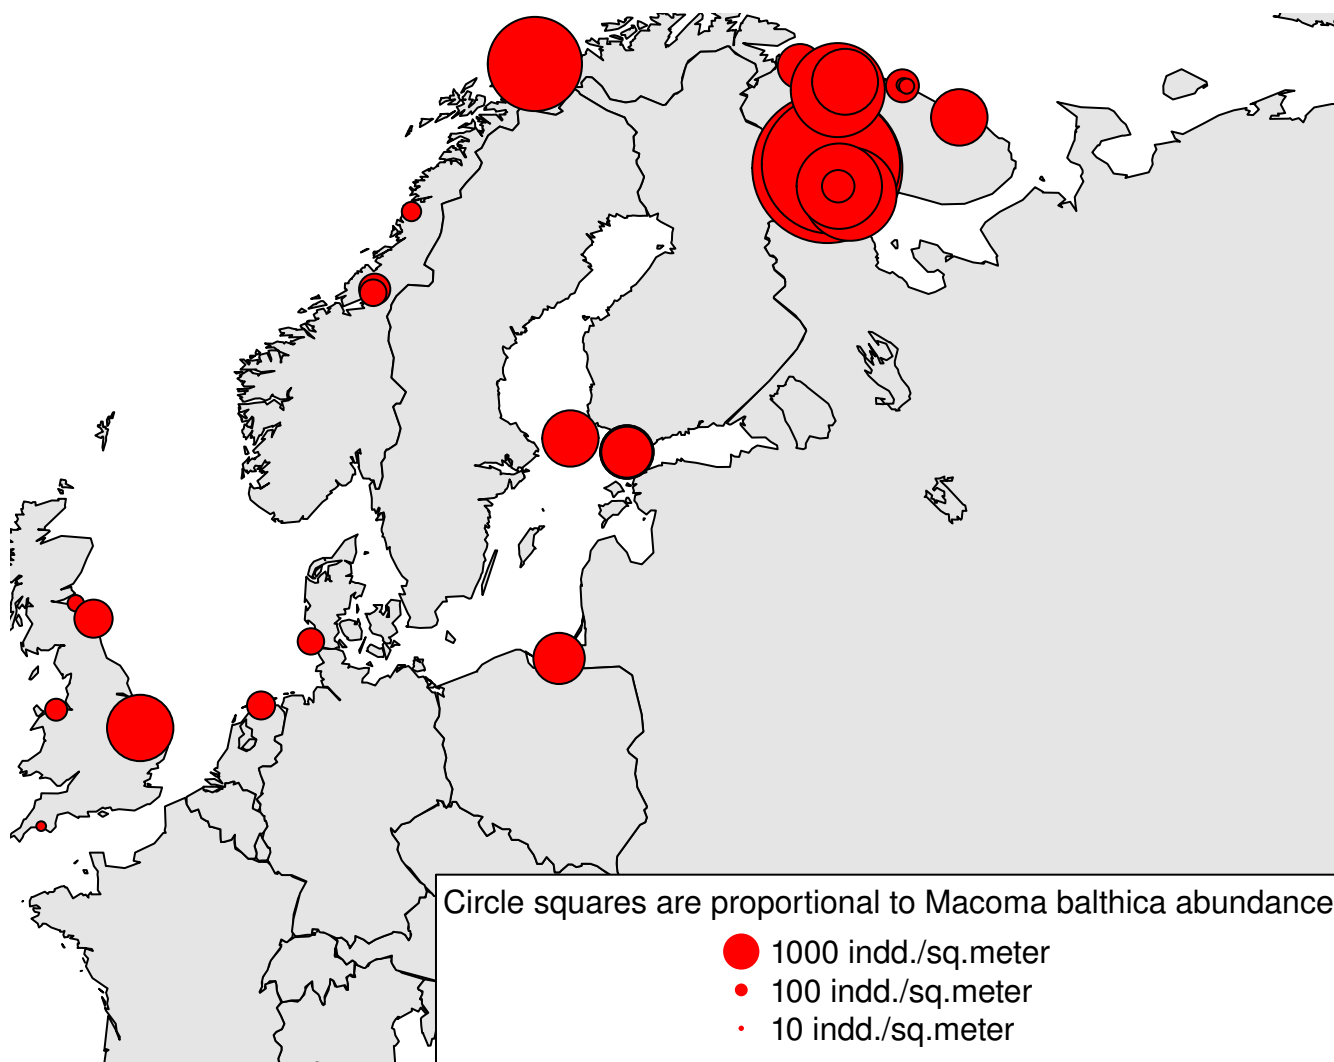 Circle squares are proportional to Macoma balthica abundance
1000 indd./sq.meter
100 indd./sq.meter
10 indd./sq.meter